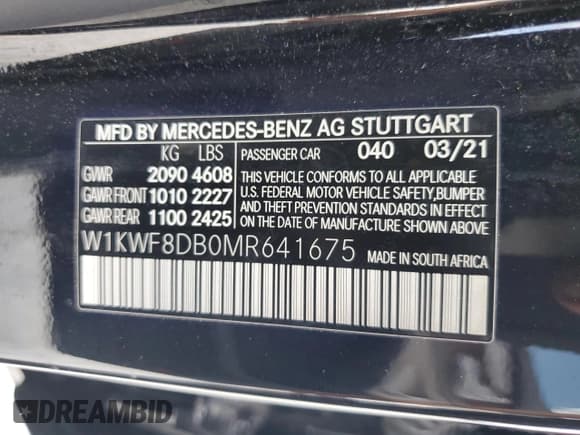 MFD BY MERCEDES-BENZ AG STUTTGART
KG LBS PASSENGER CAR 040 03/21
GVWR 2090 4608 THIS VEHICLE CONFORMS TO ALL APPLICABLE
GAWR FRONT 1010 2227 U.S. FEDERAL MOTOR VEHICLE SAFETY, BUMPER
GAWR REAR 1100 2425 AND THEFT PREVENTION STANDARDS IN EFFECT
ON THE DATE OF MANUFACTURE SHOWN ABOVE.
W1KWF8DB0MR641675 MADE IN SOUTH AFRICA
DREAMBID